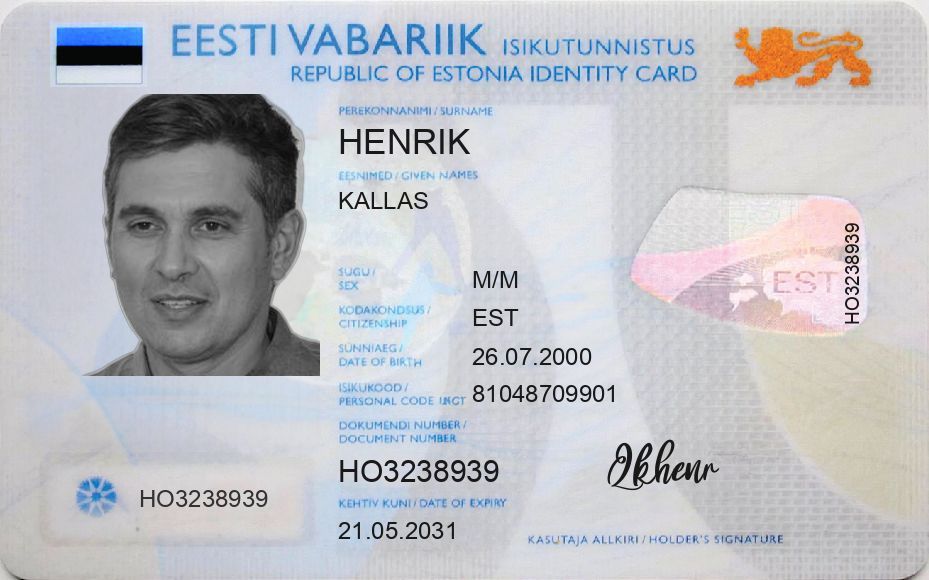 EESTI VABARIIK ISIKUTUNNISTUS
REPUBLIC OF ESTONIA IDENTITY CARD
PEREKONNANIMI / SURNAME
HENRIK
EESNIMED / GIVEN NAMES
KALLAS
SUGU /
SEX
M/M
KODAKONDSUS /
CITIZENSHIP
EST
SÜNNIAEG /
DATE OF BIRTH
26.07.2000
ISIKUKOOD /
PERSONAL CODE
81048709901
DOKUMENDI NUMBER /
DOCUMENT NUMBER
HO3238939
KEHTIV KUNI / DATE OF EXPIRY
21.05.2031
HO3238939
EST
HO3238939
KASUTAJA ALLKIRI / HOLDER'S SIGNATURE